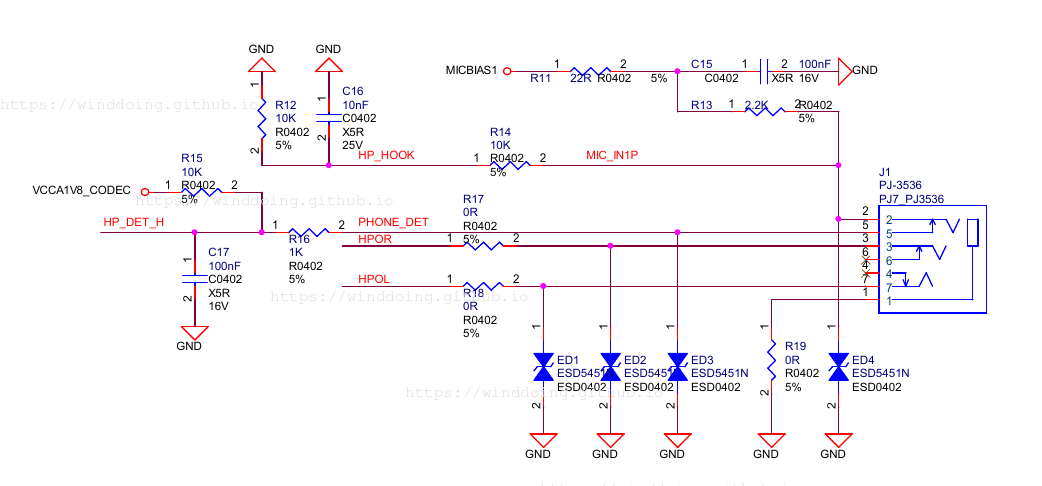 GND
GND
MICBIAS1
1
2
R11
22R
R0402
5%
C15
C0402
1
2
X5R
100nF
16V
GND
R13
1
2.2K
2
R0402
5%
https://winddoing.github.io
1
R12
10K
R0402
5%
2
1
C16
10nF
C0402
X5R
25V
2
HP_HOOK
1
R14
10K
R0402
5%
2
MIC_IN1P
R15
10K
R0402
5%
VCCA1V8_CODEC
1
2
https://winddoing.github.io
HP_DET_H
1
R16
1K
R0402
5%
2
PHONE_DET
HPOR
R17
0R
R0402
5%
1
2
HPOL
1
2
R18
0R
R0402
5%
1
C17
100nF
C0402
X5R
16V
2
GND
https://winddoing.github.io
J1
PJ-3536
PJ7_PJ3536
2
5
3
6
4
7
1
2
5
3
6
4
7
1
1
ED1
ESD5451N
ESD0402
2
GND
1
ED2
ESD5451N
ESD0402
2
GND
1
ED3
ESD5451N
ESD0402
2
GND
1
R19
0R
R0402
5%
2
GND
1
ED4
ESD5451N
ESD0402
2
GND
https://winddoing.github.io